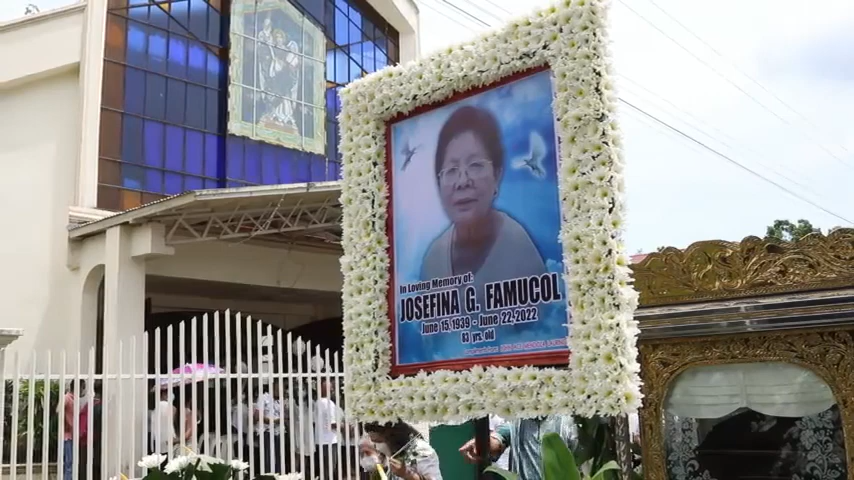 In Loving Memory of:
JOSEFINA G. FAMUCOL
June 15, 1939 - June 22, 2022
83 yrs. old